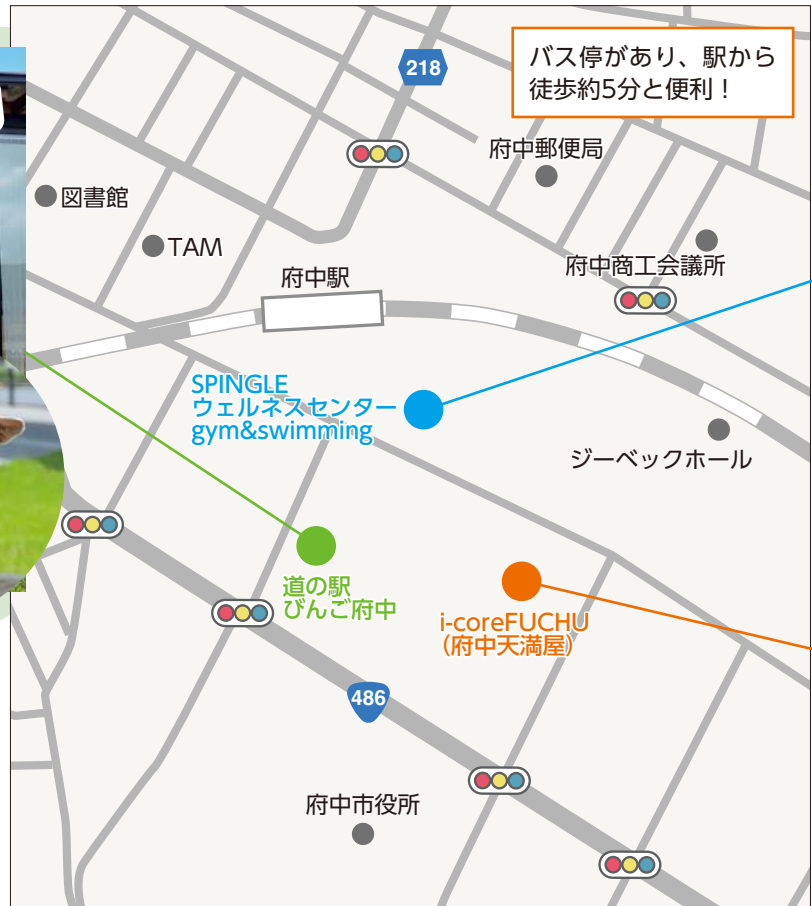 218
バス停があり、駅から
徒歩約5分と便利！
府中郵便局
図書館
TAM
府中商工会議所
府中駅
SPINGLE
ウェルネスセンター
gym&swimming
ジーベックホール
道の駅
びんご府中
i-coreFUCHU
(府中天満屋)
486
府中市役所